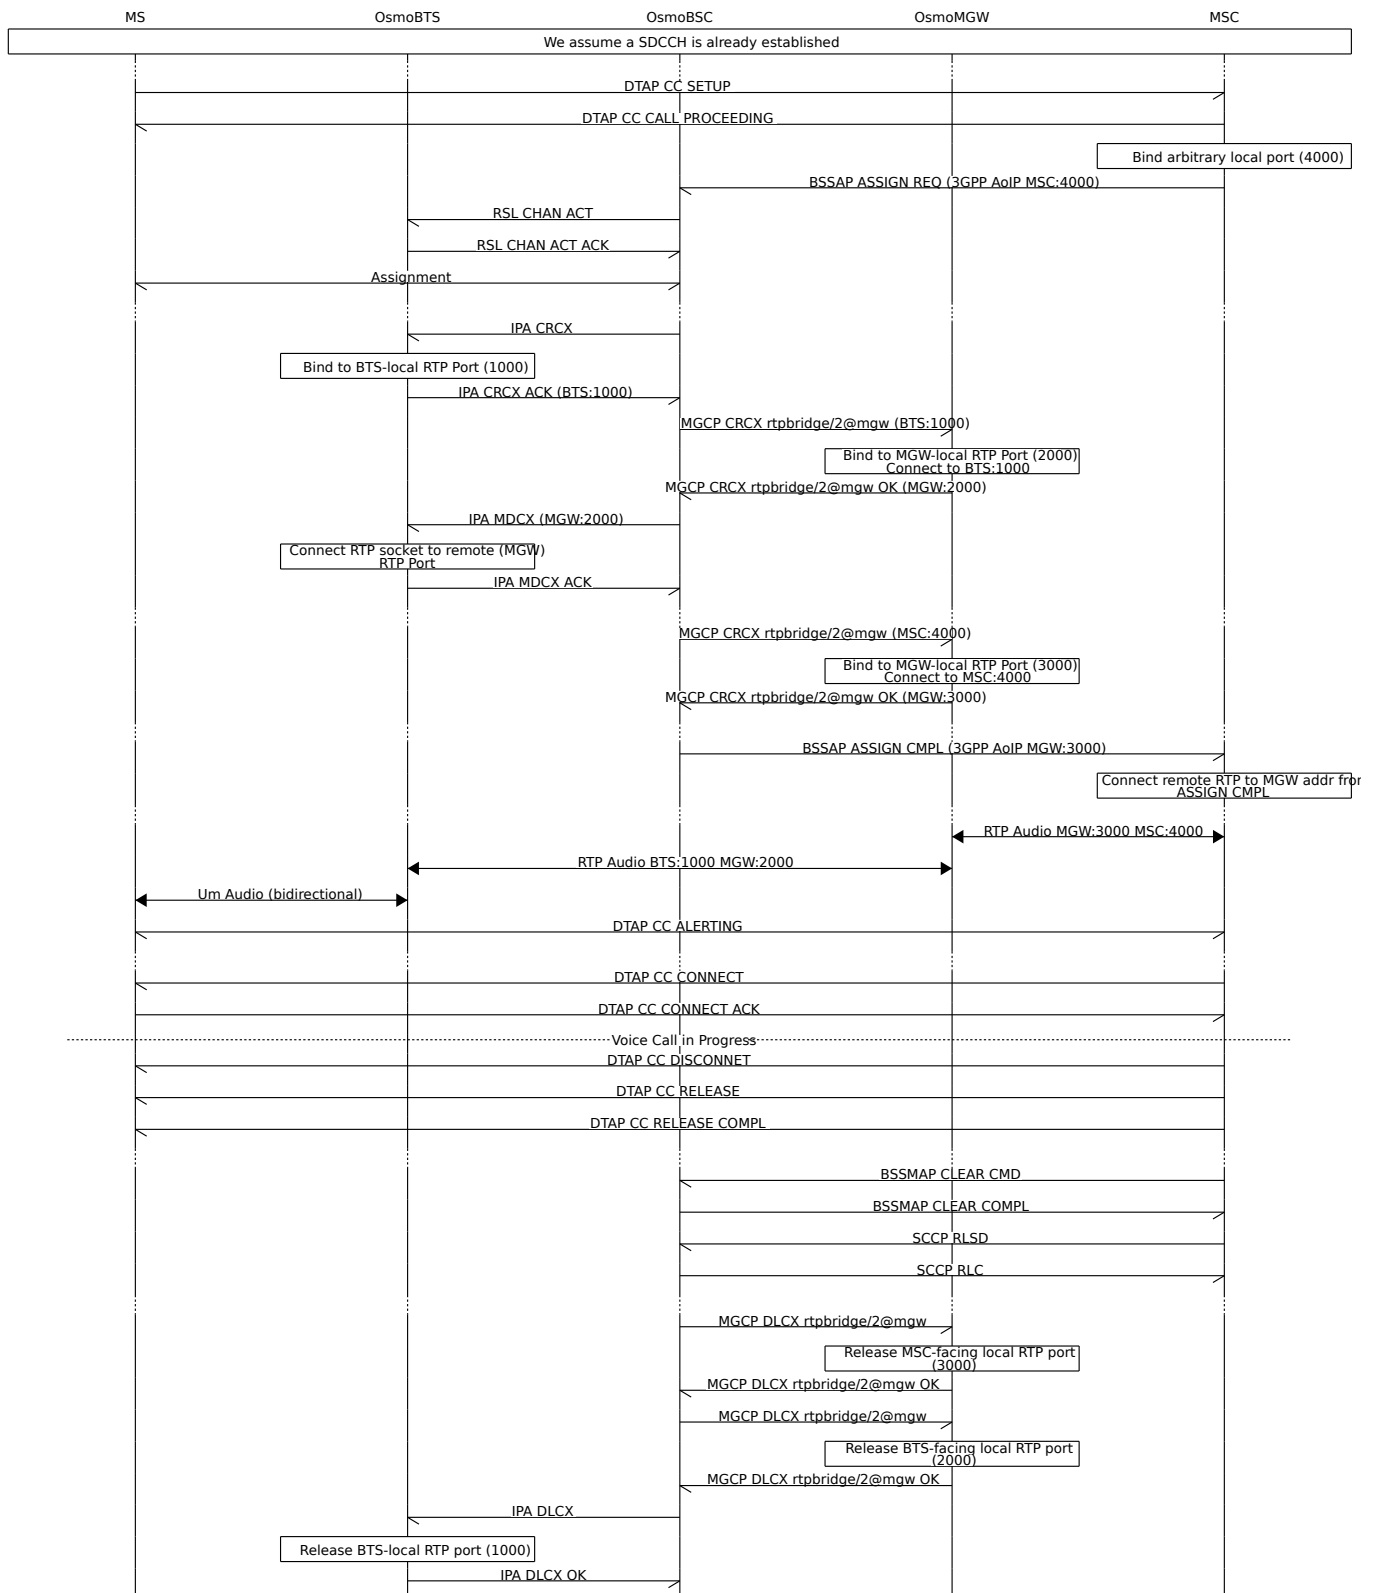 MS OsmoBTS OsmoBSC OsmoMGW MSC
We assume a SDCCH is already established
DTAP CC SETUP
DTAP CC CALL PROCEEDING
Bind arbitrary local port (4000)
BSSAP ASSIGN REQ (3GPP AoIP MSC:4000)
RSL CHAN ACT
RSL CHAN ACT ACK
Assignment
IPA CRCX
Bind to BTS-local RTP Port (1000)
IPA CRCX ACK (BTS:1000)
MGCP CRCX rtpbridge/2@mgw (BTS:1000)
Bind to MGW-local RTP Port (2000)
Connect to BTS:1000
MGCP CRCX rtpbridge/2@mgw OK (MGW:2000)
IPA MDCX (MGW:2000)
Connect RTP socket to remote (MGW)
RTP Port
IPA MDCX ACK
MGCP CRCX rtpbridge/2@mgw (MSC:4000)
Bind to MGW-local RTP Port (3000)
Connect to MSC:4000
MGCP CRCX rtpbridge/2@mgw OK (MGW:3000)
BSSAP ASSIGN CMPL (3GPP AoIP MGW:3000)
Connect remote RTP to MGW addr from
ASSIGN CMPL
RTP Audio MGW:3000 MSC:4000
RTP Audio BTS:1000 MGW:2000
Um Audio (bidirectional)
DTAP CC ALERTING
DTAP CC CONNECT
DTAP CC CONNECT ACK
Voice Call in Progress
DTAP CC DISCONNET
DTAP CC RELEASE
DTAP CC RELEASE COMPL
BSSMAP CLEAR CMD
BSSMAP CLEAR COMPL
SCCP RLSD
SCCP RLC
MGCP DLCX rtpbridge/2@mgw
Release MSC-facing local RTP port
(3000)
MGCP DLCX rtpbridge/2@mgw OK
MGCP DLCX rtpbridge/2@mgw
Release BTS-facing local RTP port
(2000)
MGCP DLCX rtpbridge/2@mgw OK
IPA DLCX
Release BTS-local RTP port (1000)
IPA DLCX OK